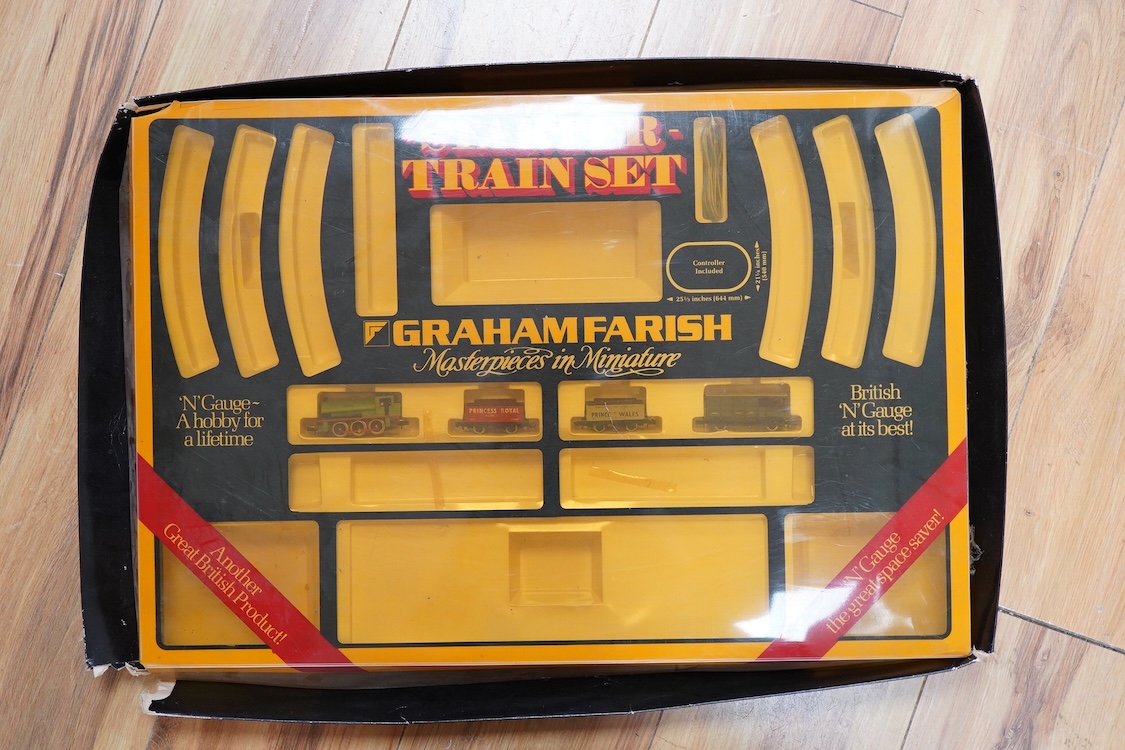 TRAIN SET
Controller
Included
21¼ inches
(540 mm)
25⅓ inches (644 mm)
GRAHAM FARISH
Masterpieces in Miniature
'N' Gauge ~
A hobby for
a lifetime
PRINCESS ROYAL
PRINCE WALES
British
'N' Gauge
at its best!
Another
Great British Product!
'N' Gauge
the great space saver!